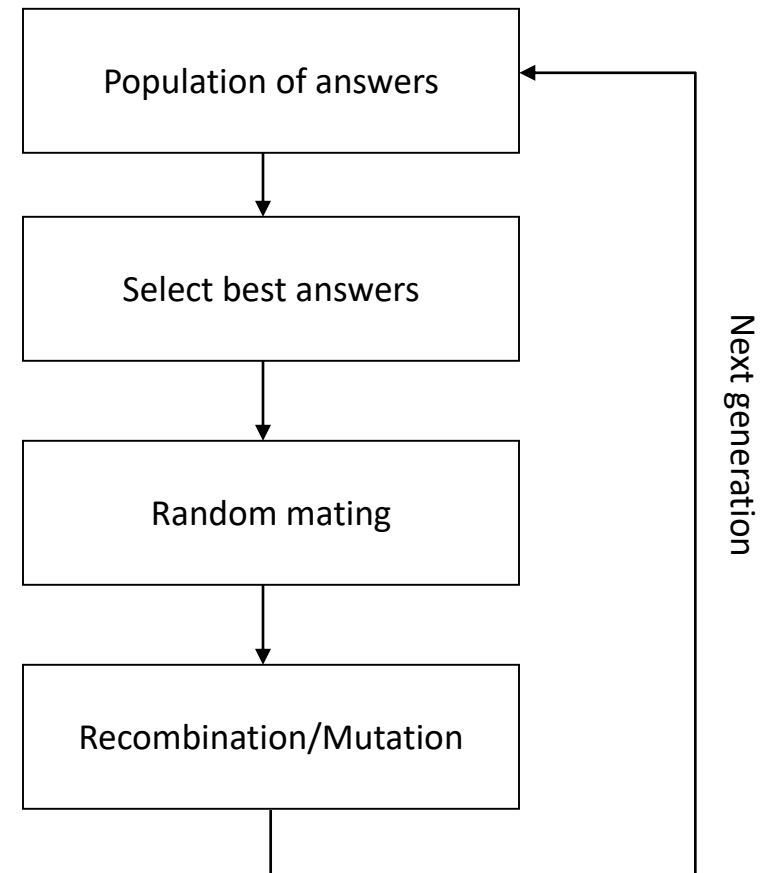 Population of answers
Select best answers
Random mating
Recombination/Mutation
Next generation